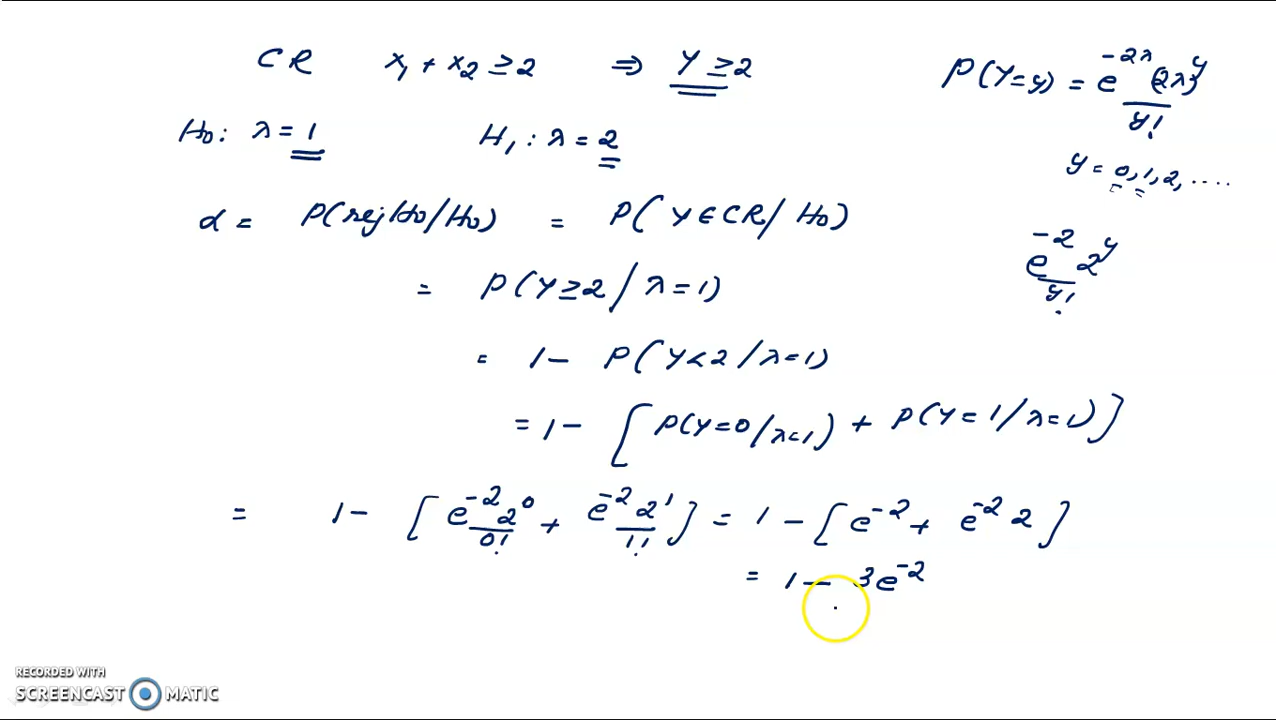 CR x₁ + x₂ ≥ 2 ⇒ Y ≥ 2
P(Y=y) = e^{-2λ} (2λ)^y / y!
H₀: λ = 1 H₁: λ = 2
y = 0, 1, 2, ....
α = P(rej H₀/H₀) = P(Y ∈ CR/H₀)
e^{-2} 2^y / y!
= P(Y ≥ 2/λ = 1)
= 1 - P(Y < 2/λ = 1)
= 1 - [P(Y=0/λ=1) + P(Y=1/λ=1)]
= 1 - [e^{-2} 2^0 / 0! + e^{-2} 2^1 / 1!] = 1 - [e^{-2} + e^{-2} 2]
= 1 - 3e^{-2}
RECORDED WITH
SCREENCAST MATIC